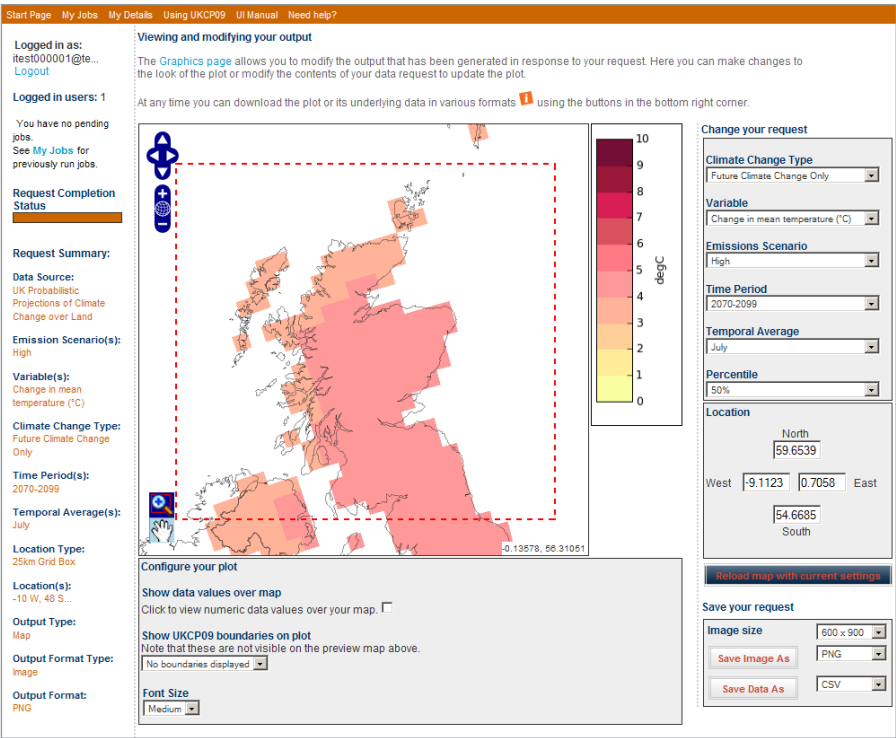 Start Page My Jobs My Details Using UKCP09 UI Manual Need help?
Logged in as:
itest000001@te...
Logout
Logged in users: 1
You have no pending
jobs.
See My Jobs for
previously run jobs.
Request Completion
Status
Request Summary:
Data Source:
UK Probabilistic
Projections of Climate
Change over Land
Emission Scenario(s):
High
Variable(s):
Change in mean
temperature (°C)
Climate Change Type:
Future Climate Change
Only
Time Period(s):
2070-2099
Temporal Average(s):
July
Location Type:
25km Grid Box
Location(s):
-10 W, 48 S...
Output Type:
Map
Output Format Type:
Image
Output Format:
PNG
Viewing and modifying your output
The Graphics page allows you to modify the output that has been generated in response to your request. Here you can make changes to
the look of the plot or modify the contents of your data request to update the plot.
At any time you can download the plot or its underlying data in various formats i using the buttons in the bottom right corner.
-0.13578, 56.31051
10
9
8
7
6
5
4
3
2
1
0
degC
Configure your plot
Show data values over map
Click to view numeric data values over your map.
Show UKCP09 boundaries on plot
Note that these are not visible on the preview map above.
No boundaries displayed
Font Size
Medium
Change your request
Climate Change Type
Future Climate Change Only
Variable
Change in mean temperature (°C)
Emissions Scenario
High
Time Period
2070-2099
Temporal Average
July
Percentile
50%
Location
North
59.6539
West -9.1123 0.7058 East
54.6685
South
Reload map with current settings
Save your request
Image size 600 x 900
Save Image As PNG
Save Data As CSV